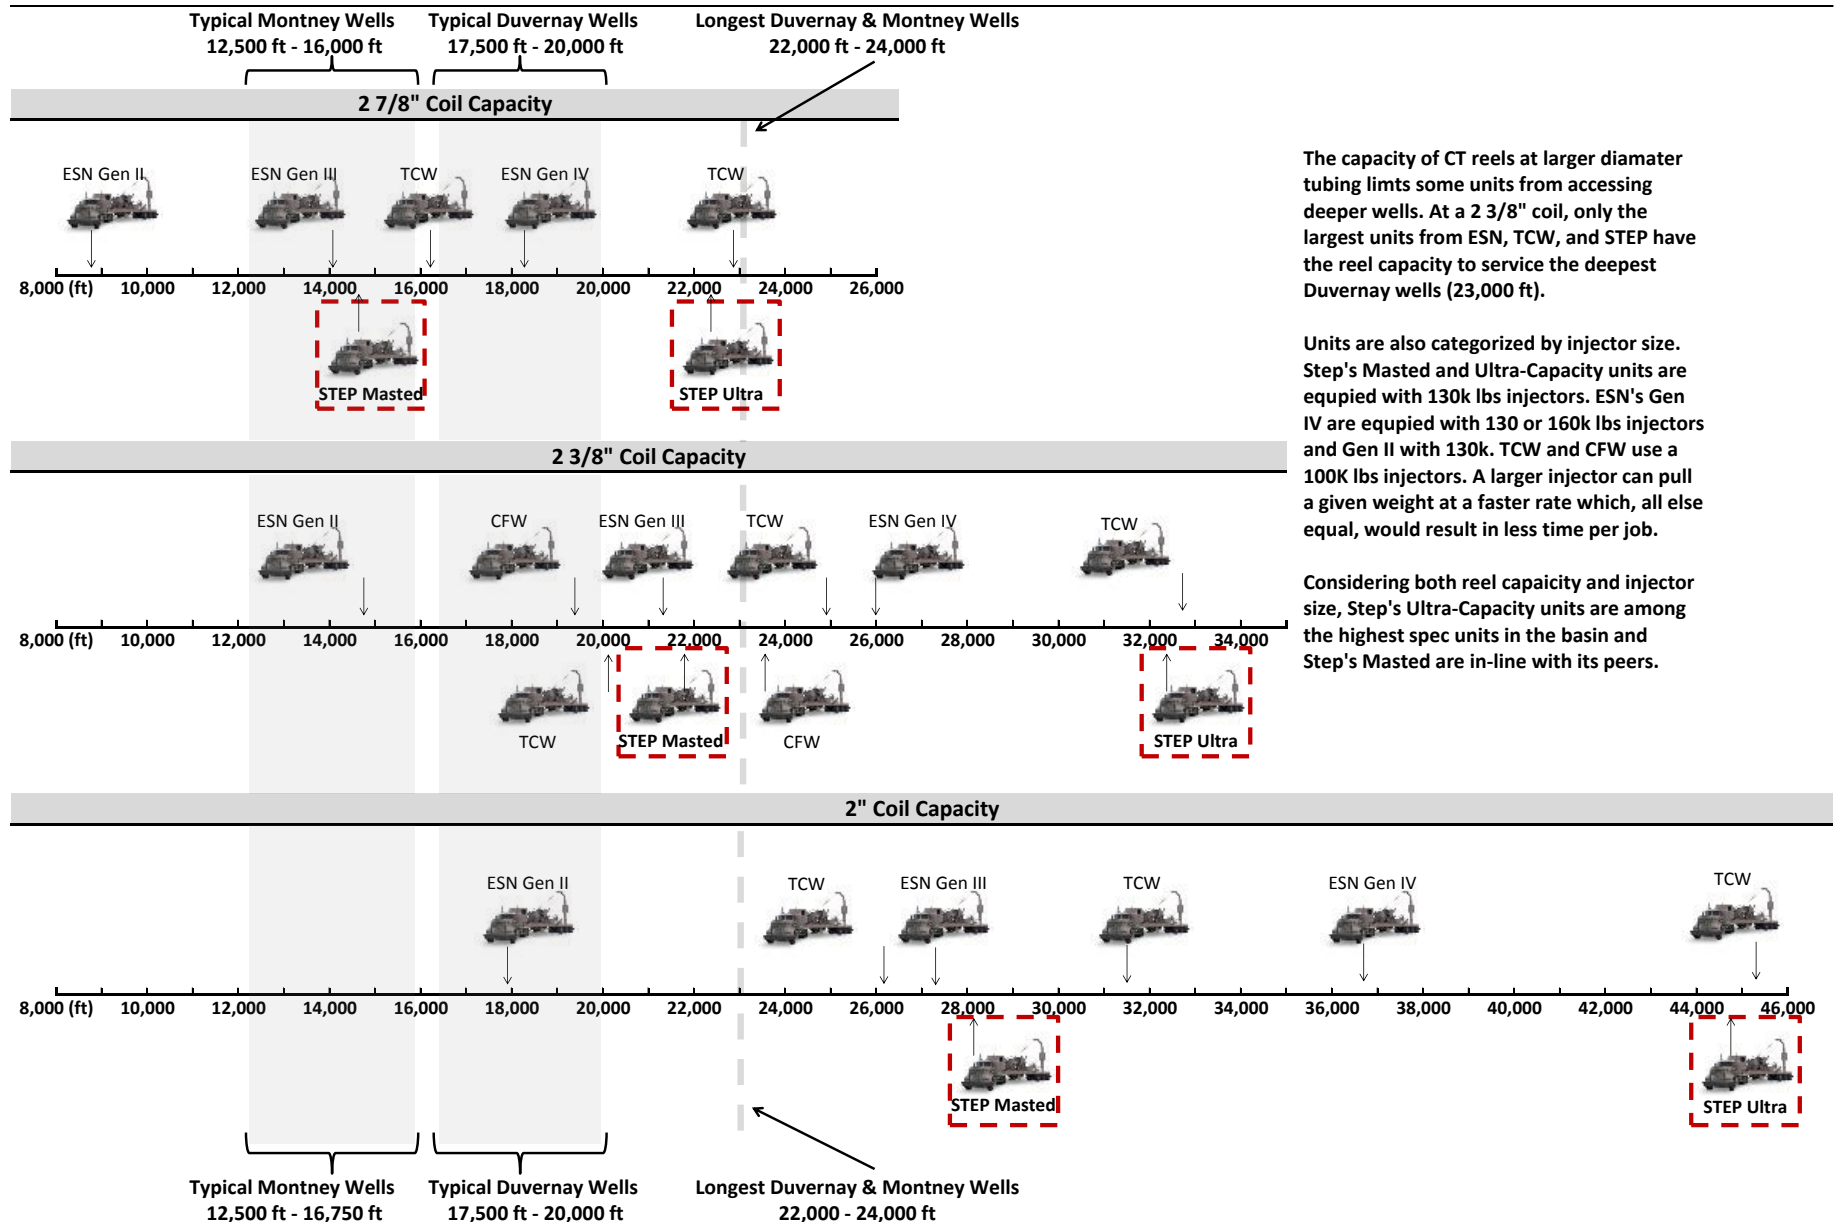 Typical Montney Wells
12,500 ft - 16,000 ft
Typical Duvernay Wells
17,500 ft - 20,000 ft
Longest Duvernay & Montney Wells
22,000 ft - 24,000 ft
2 7/8" Coil Capacity
ESN Gen II
ESN Gen III
TCW
ESN Gen IV
TCW
8,000 (ft) 10,000 12,000 14,000 16,000 18,000 20,000 22,000 24,000 26,000
STEP Masted
STEP Ultra
2 3/8" Coil Capacity
ESN Gen II
CFW
ESN Gen III
TCW
ESN Gen IV
TCW
8,000 (ft) 10,000 12,000 14,000 16,000 18,000 20,000 22,000 24,000 26,000 28,000 30,000 32,000 34,000
TCW
STEP Masted
CFW
STEP Ultra
The capacity of CT reels at larger diamater
tubing limts some units from accessing
deeper wells. At a 2 3/8" coil, only the
largest units from ESN, TCW, and STEP have
the reel capacity to service the deepest
Duvernay wells (23,000 ft).
Units are also categorized by injector size.
Step's Masted and Ultra-Capacity units are
equpied with 130k lbs injectors. ESN's Gen
IV are equpied with 130 or 160k lbs injectors
and Gen II with 130k. TCW and CFW use a
100K lbs injectors. A larger injector can pull
a given weight at a faster rate which, all else
equal, would result in less time per job.
Considering both reel capaicity and injector
size, Step's Ultra-Capacity units are among
the highest spec units in the basin and
Step's Masted are in-line with its peers.
2" Coil Capacity
ESN Gen II
TCW
ESN Gen III
TCW
ESN Gen IV
TCW
8,000 (ft) 10,000 12,000 14,000 16,000 18,000 20,000 22,000 24,000 26,000 28,000 30,000 32,000 34,000 36,000 38,000 40,000 42,000 44,000 46,000
STEP Masted
STEP Ultra
Typical Montney Wells
12,500 ft - 16,750 ft
Typical Duvernay Wells
17,500 ft - 20,000 ft
Longest Duvernay & Montney Wells
22,000 - 24,000 ft